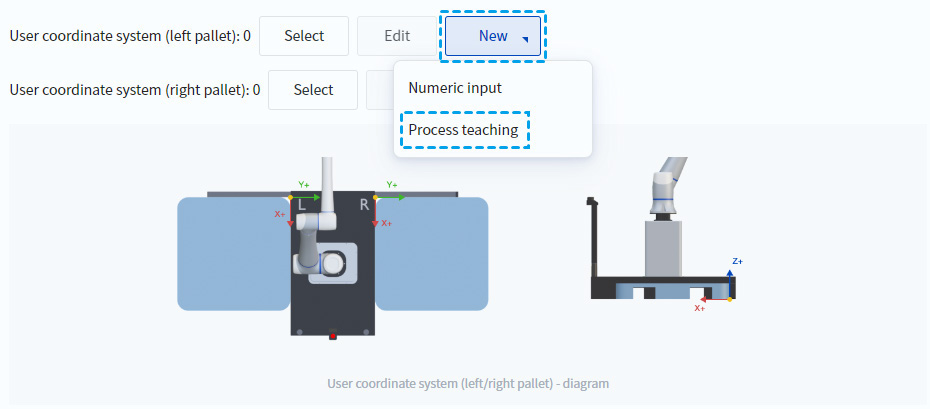 User coordinate system (left pallet): 0 Select Edit New
User coordinate system (right pallet): 0 Select
Numeric input
Process teaching
Y+ Y+
L R
X+ X+
Z+
X+
User coordinate system (left/right pallet) - diagram